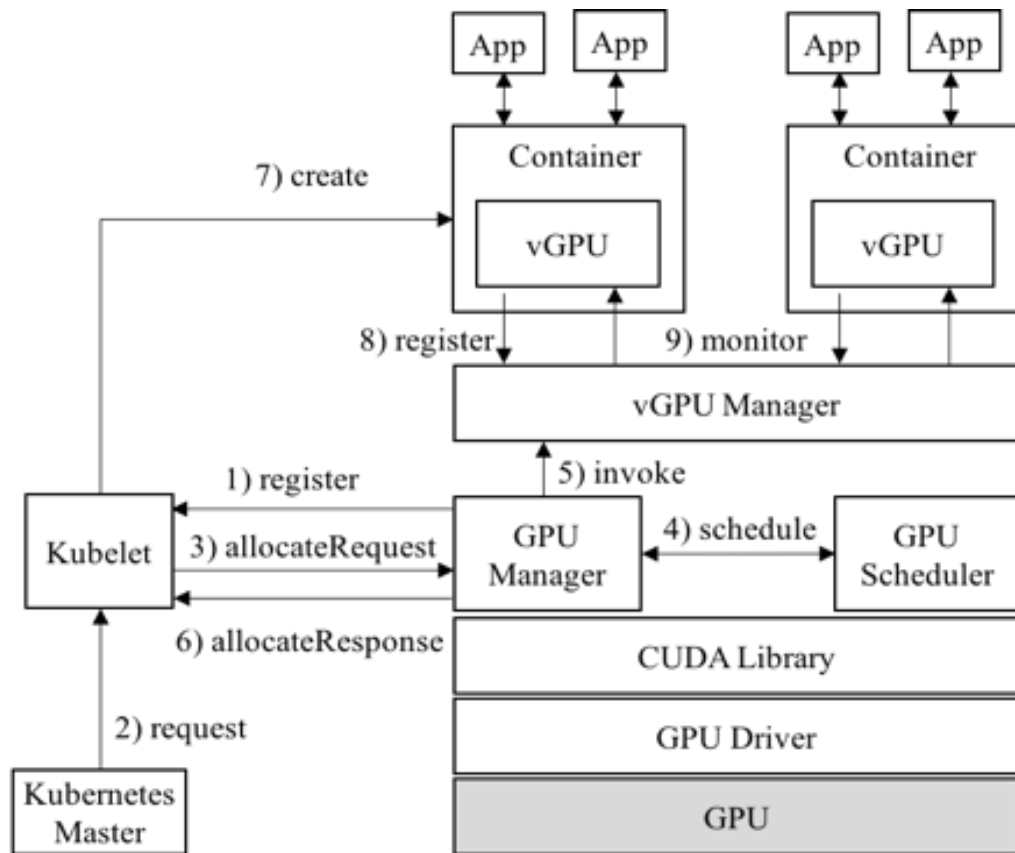 App
App
App
App
Container
Container
7) create
vGPU
vGPU
8) register
9) monitor
vGPU Manager
1) register
5) invoke
Kubelet
3) allocateRequest
GPU
Manager
4) schedule
GPU
Scheduler
6) allocateResponse
CUDA Library
2) request
GPU Driver
Kubernetes
Master
GPU